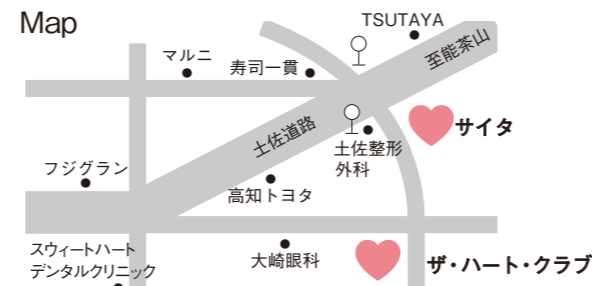 Map
TSUTAYA
至能茶山
マルニ
寿司一貫
サイタ
土佐道路
土佐整形
外科
フジグラン
高知トヨタ
スウィートハート
デンタルクリニック
大崎眼科
ザ・ハート・クラブ